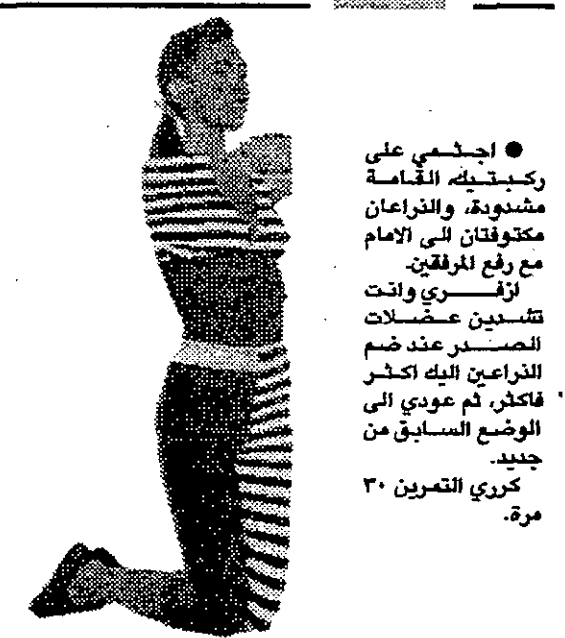 ● اجثمي على
ركبتيك، القامة
مشدودة، والذراعان
مكتوفتان الى الامام
مع رفع المرفقين.
ازفري وانت
تشدين عضلات
الصدر عند ضم
الذراعين اليك اكثر
فاكثر، ثم عودي الى
الوضع السابق من
جديد.
كرري التمرين ٣٠
مرة.